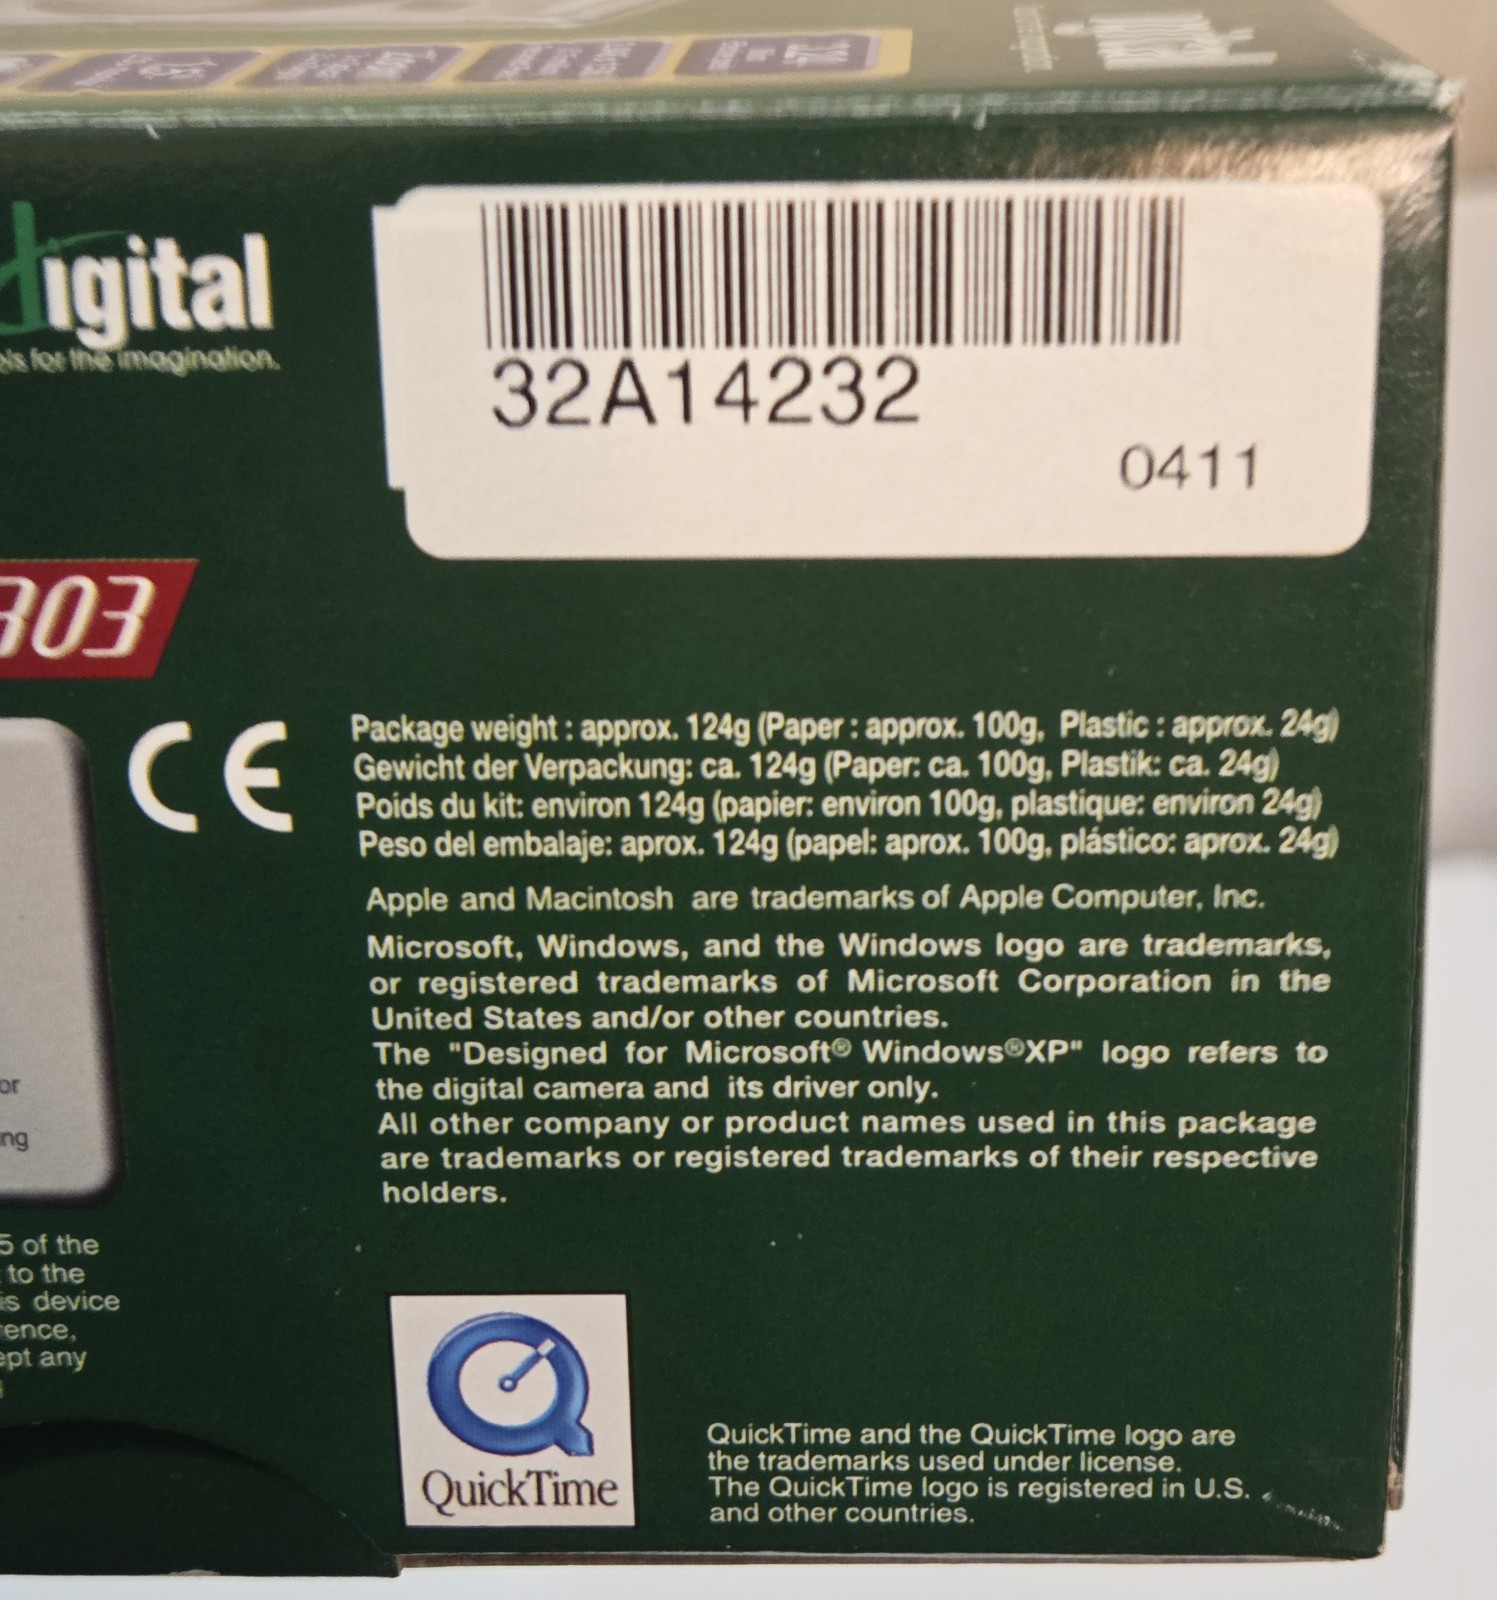 digital
for the imagination.
32A14232
0411
303
CE
Package weight : approx. 124g (Paper : approx. 100g, Plastic : approx. 24g)
Gewicht der Verpackung: ca. 124g (Paper: ca. 100g, Plastik: ca. 24g)
Poids du kit: environ 124g (papier: environ 100g, plastique: environ 24g)
Peso del embalaje: aprox. 124g (papel: aprox. 100g, plástico: aprox. 24g)
Apple and Macintosh are trademarks of Apple Computer, Inc.
Microsoft, Windows, and the Windows logo are trademarks,
or registered trademarks of Microsoft Corporation in the
United States and/or other countries.
The "Designed for Microsoft® Windows®XP" logo refers to
the digital camera and its driver only.
All other company or product names used in this package
are trademarks or registered trademarks of their respective
holders.
or
ng
5 of the
to the
is device
ence,
ept any
QuickTime
QuickTime and the QuickTime logo are
the trademarks used under license.
The QuickTime logo is registered in U.S.
and other countries.